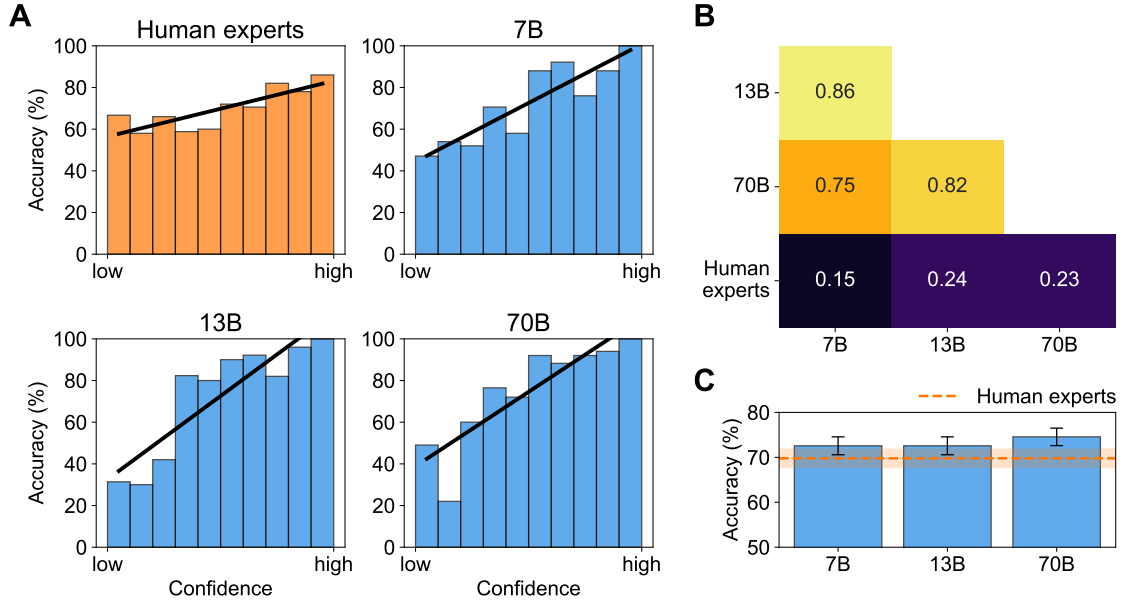 A
Human experts
Accuracy (%)
100
80
60
40
20
0
low
high
7B
100
80
60
40
20
0
low
high
13B
Accuracy (%)
100
80
60
40
20
0
low
high
Confidence
70B
100
80
60
40
20
0
low
high
Confidence
B
13B
0.86
70B
0.75
0.82
Human
experts
0.15
0.24
0.23
7B
13B
70B
C
Human experts
Accuracy (%)
80
70
60
50
7B
13B
70B